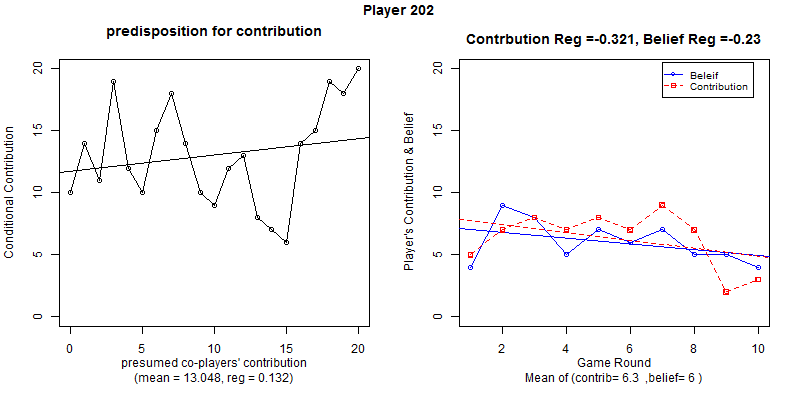 Player 202
predisposition for contribution
Conditional Contribution
20
15
10
5
0
0 5 10 15 20
presumed co-players' contribution
(mean = 13.048, reg = 0.132)
Contrbution Reg =-0.321, Belief Reg =-0.23
Player's Contribution & Belief
20
15
10
5
0
Beleif
Contribution
2 4 6 8 10
Game Round
Mean of (contrib= 6.3 ,belief= 6 )